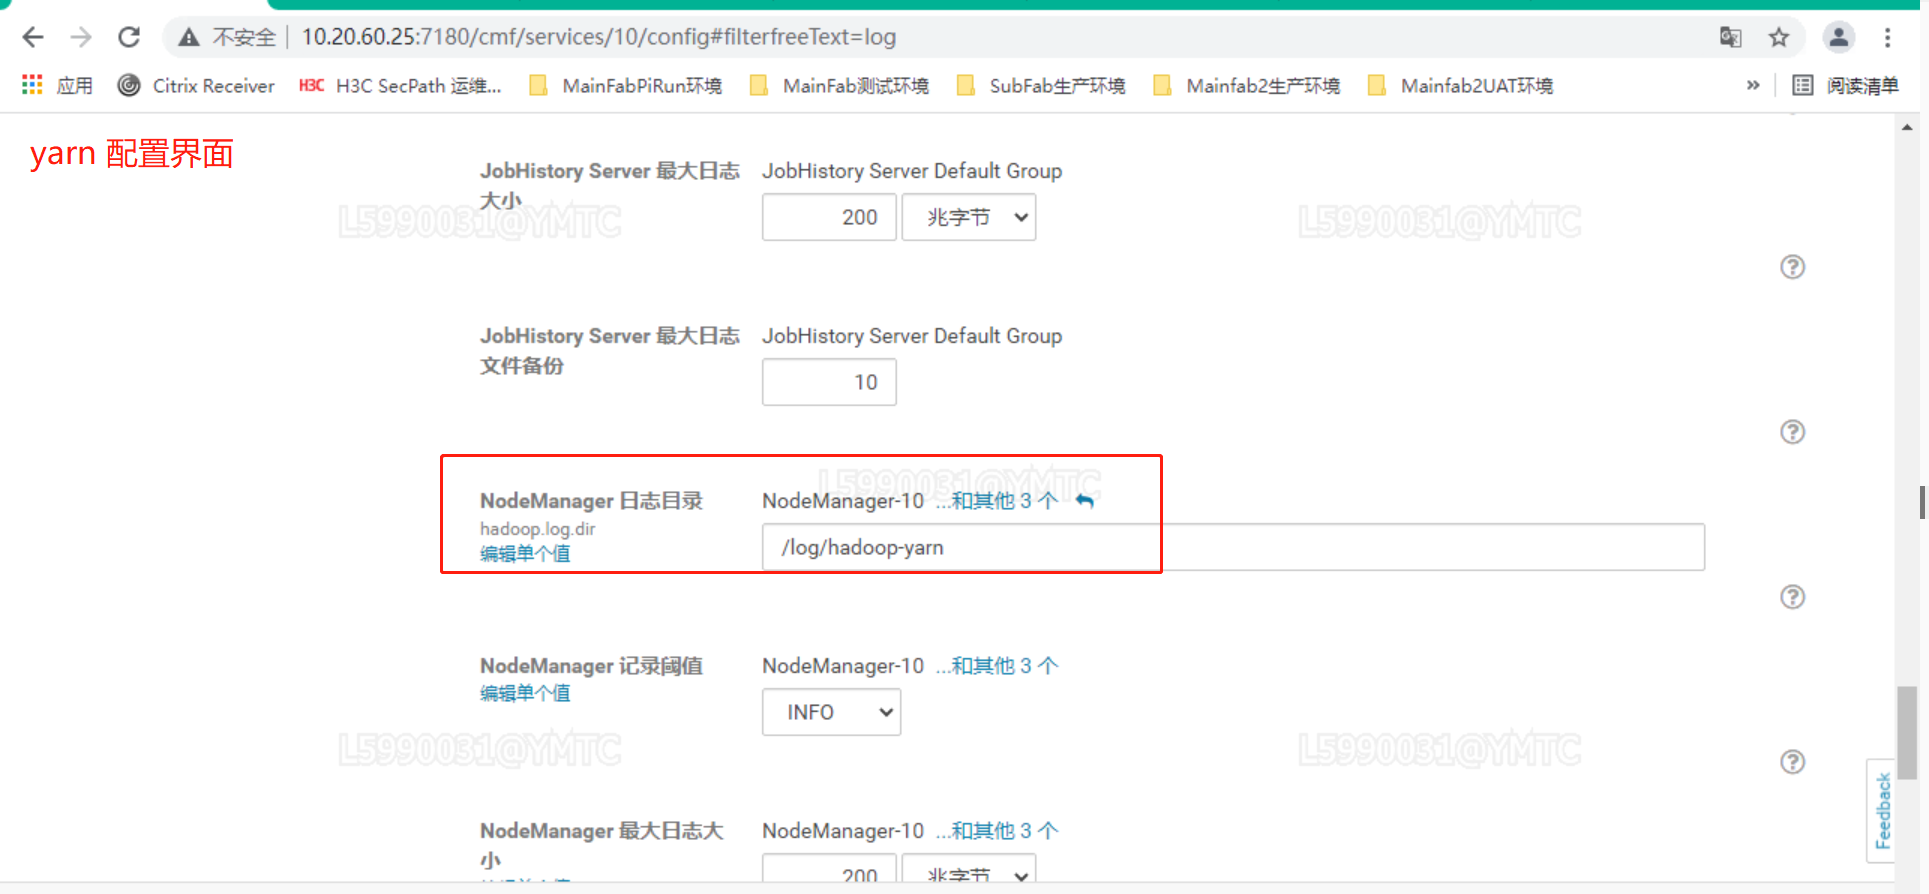 不安全 10.20.60.25:7180/cmf/services/10/config#filterfreeText=log
应用 Citrix Receiver H3C H3C SecPath 运维... MainFabPiRun环境 MainFab测试环境 SubFab生产环境 Mainfab2生产环境 Mainfab2UAT环境 » 阅读清单
yarn 配置界面
JobHistory Server 最大日志 JobHistory Server Default Group
大小
200 兆字节
L5990031@YMTC L5990031@YMTC
JobHistory Server 最大日志 JobHistory Server Default Group
文件备份
10
L5990031@YMTC
NodeManager 日志目录 NodeManager-10 ...和其他 3 个
hadoop.log.dir
编辑单个值
/log/hadoop-yarn
NodeManager 记录阈值 NodeManager-10 ...和其他 3 个
编辑单个值
INFO
L5990031@YMTC L5990031@YMTC
Feedback
NodeManager 最大日志大 NodeManager-10 ...和其他 3 个
小
200 兆字节